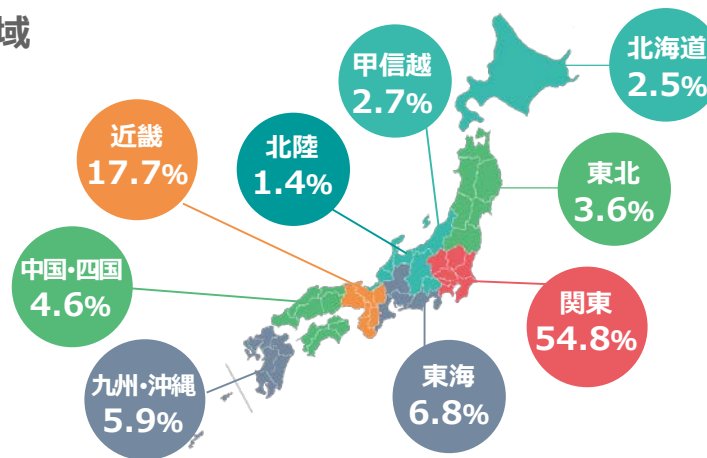 域
北海道
2.5%
甲信越
2.7%
近畿
17.7%
北陸
1.4%
東北
3.6%
中国・四国
4.6%
関東
54.8%
九州・沖縄
5.9%
東海
6.8%